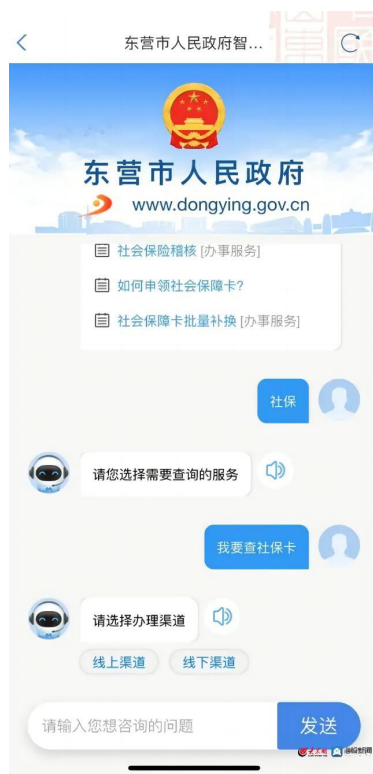 东营市人民政府智...
东营市人民政府
www.dongying.gov.cn
社会保险稽核 [办事服务]
如何申领社会保障卡?
社会保障卡批量补换 [办事服务]
社保
请您选择需要查询的服务
我要查社保卡
请选择办理渠道
线上渠道 线下渠道
请输入您想咨询的问题 发送
海报新闻